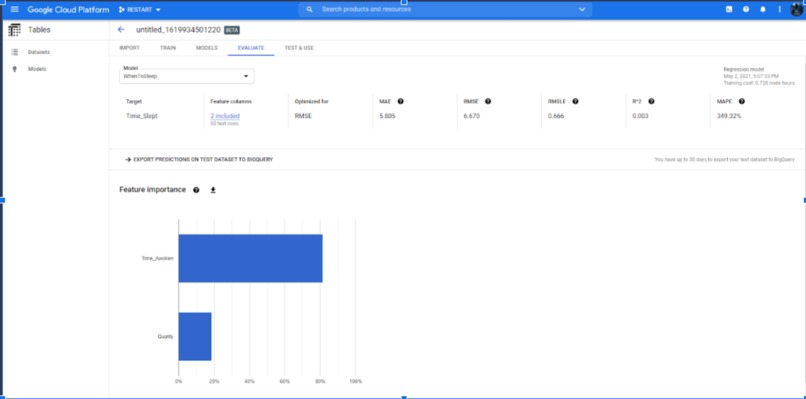 Google Cloud Platform RESTART Search products and resources
Tables untitled_1619934501220 BETA
Datasets
Models
IMPORT TRAIN MODELS EVALUATE TEST & USE
Model
WhenToSleep
Regression model
May 2, 2021, 5:07:33 PM
Training cost: 0.735 node hours
Target Feature columns Optimized for MAE RMSE RMSLE R^2 MAPE
Time_Slept 2 included RMSE 5.805 6.670 0.666 0.003 349.32%
90 test rows
EXPORT PREDICTIONS ON TEST DATASET TO BIGQUERY You have up to 30 days to export your test dataset to BigQuery
Feature importance
Time_Awoken
Quality
0% 20% 40% 60% 80% 100%